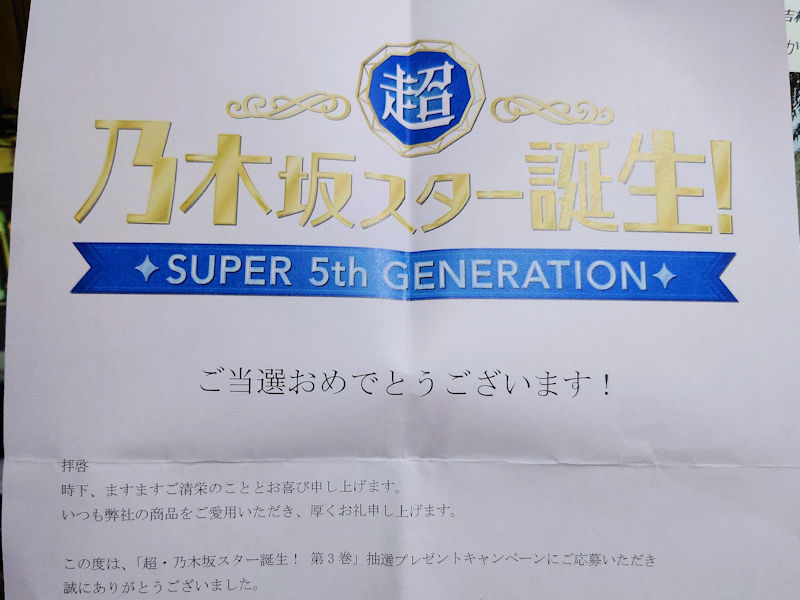 超
乃木坂スター誕生!
SUPER 5th GENERATION
ご当選おめでとうございます！
拝啓
時下、ますますご清栄のこととお喜び申し上げます。
いつも弊社の商品をご愛用いただき、厚くお礼申し上げます。
この度は、「超・乃木坂スター誕生！ 第３巻」抽選プレゼントキャンペーンにご応募いただき
誠にありがとうございました。
か